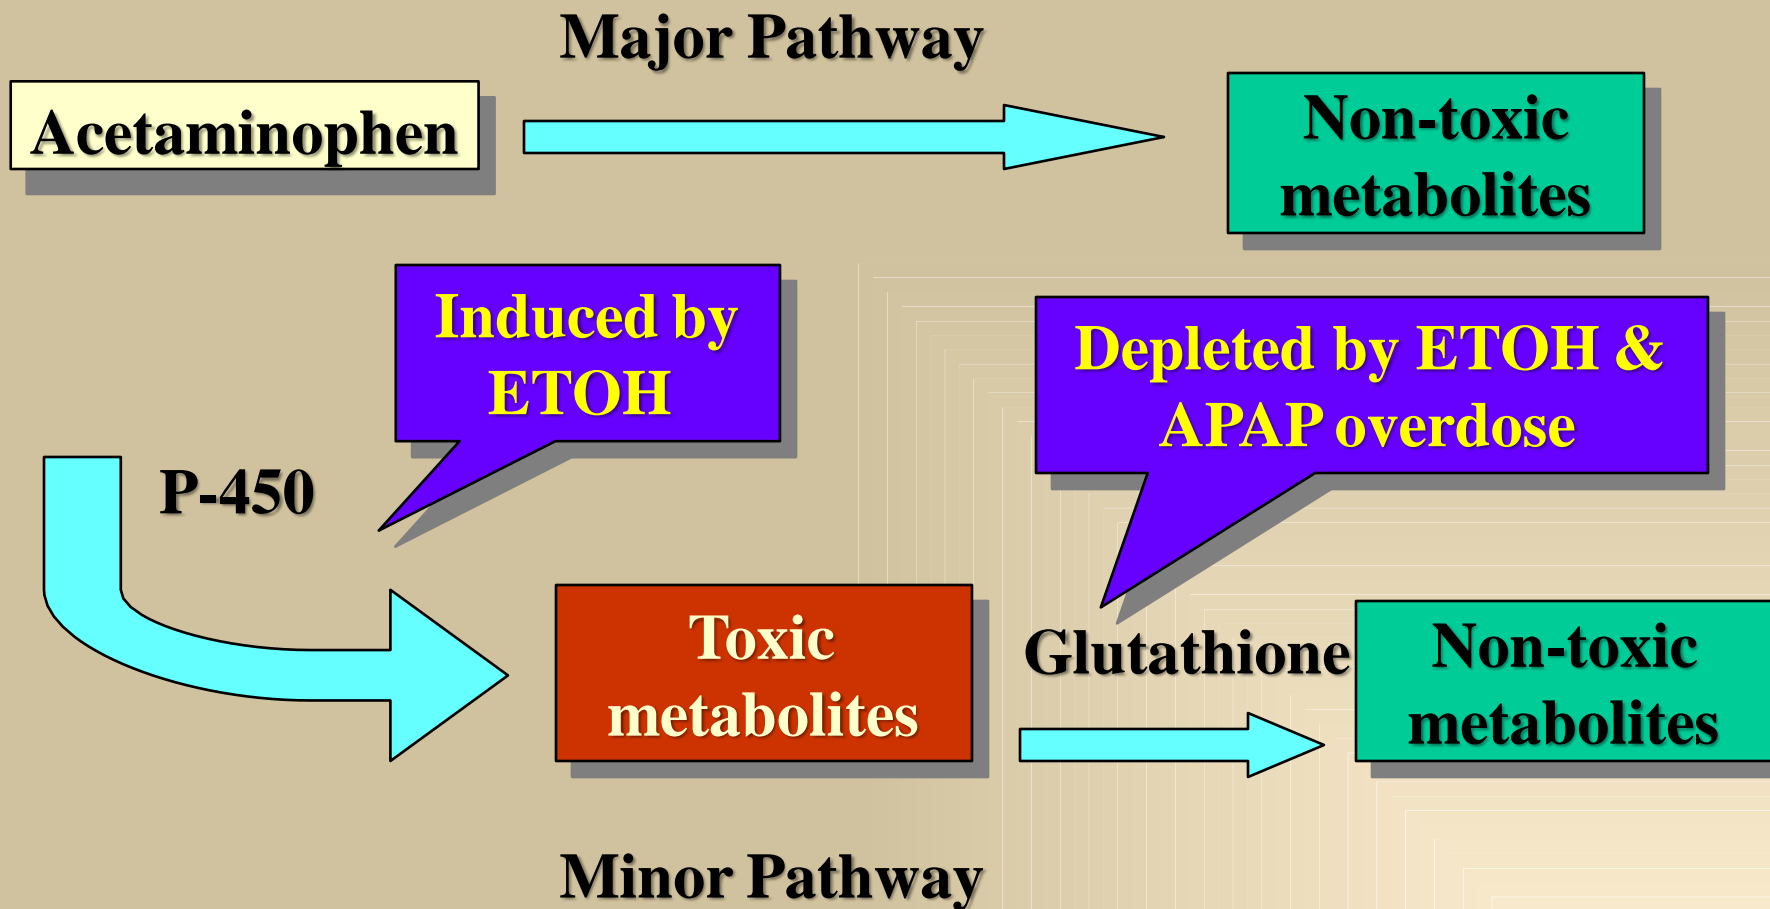 Major Pathway
Acetaminophen
Non-toxic
metabolites
Induced by
ETOH
Depleted by ETOH &
APAP overdose
P-450
Toxic
metabolites
Glutathione
Non-toxic
metabolites
Minor Pathway